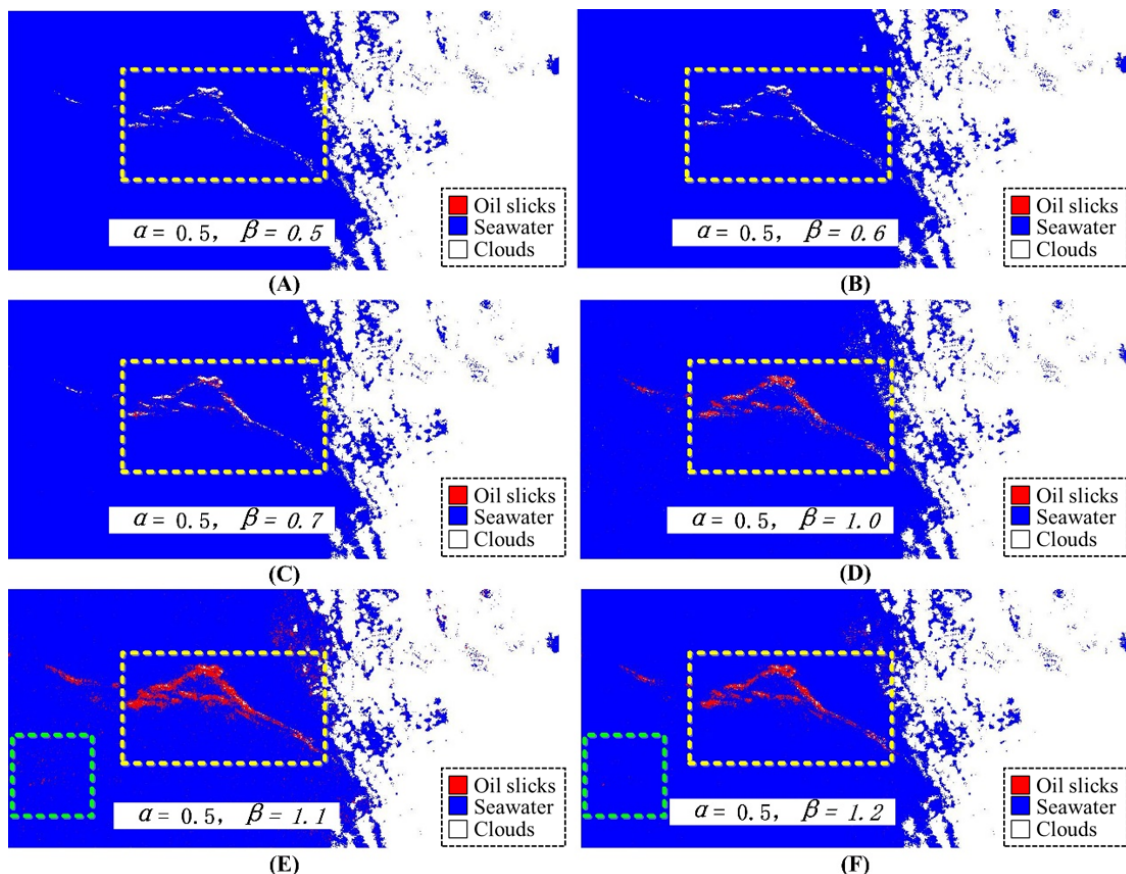 Oil slicks
Seawater
Clouds
α = 0.5, β = 0.5
(A)
Oil slicks
Seawater
Clouds
α = 0.5, β = 0.6
(B)
Oil slicks
Seawater
Clouds
α = 0.5, β = 0.7
(C)
Oil slicks
Seawater
Clouds
α = 0.5, β = 1.0
(D)
Oil slicks
Seawater
Clouds
α = 0.5, β = 1.1
(E)
Oil slicks
Seawater
Clouds
α = 0.5, β = 1.2
(F)